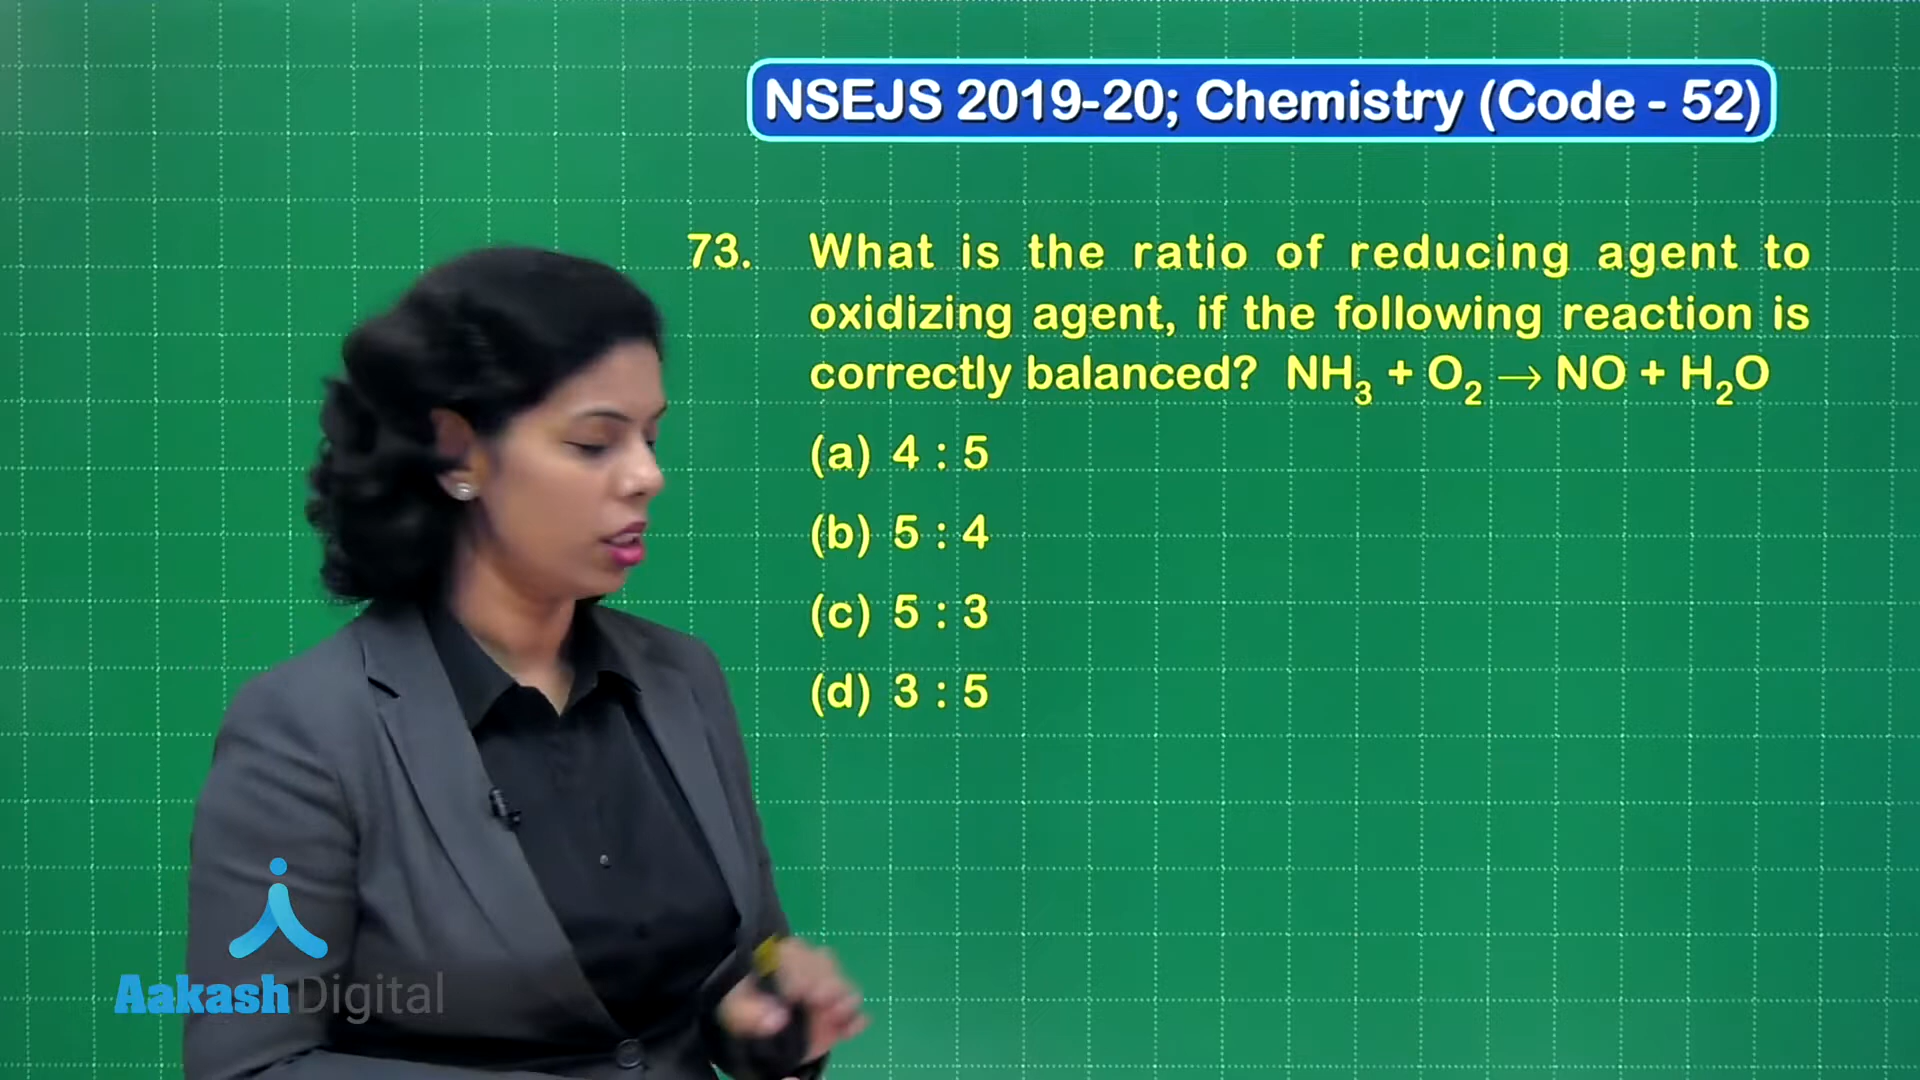 NSEJS 2019-20; Chemistry (Code - 52)
73. What is the ratio of reducing agent to
oxidizing agent, if the following reaction is
correctly balanced? NH₃ + O₂ → NO + H₂O
(a) 4 : 5
(b) 5 : 4
(c) 5 : 3
(d) 3 : 5
Aakash Digital